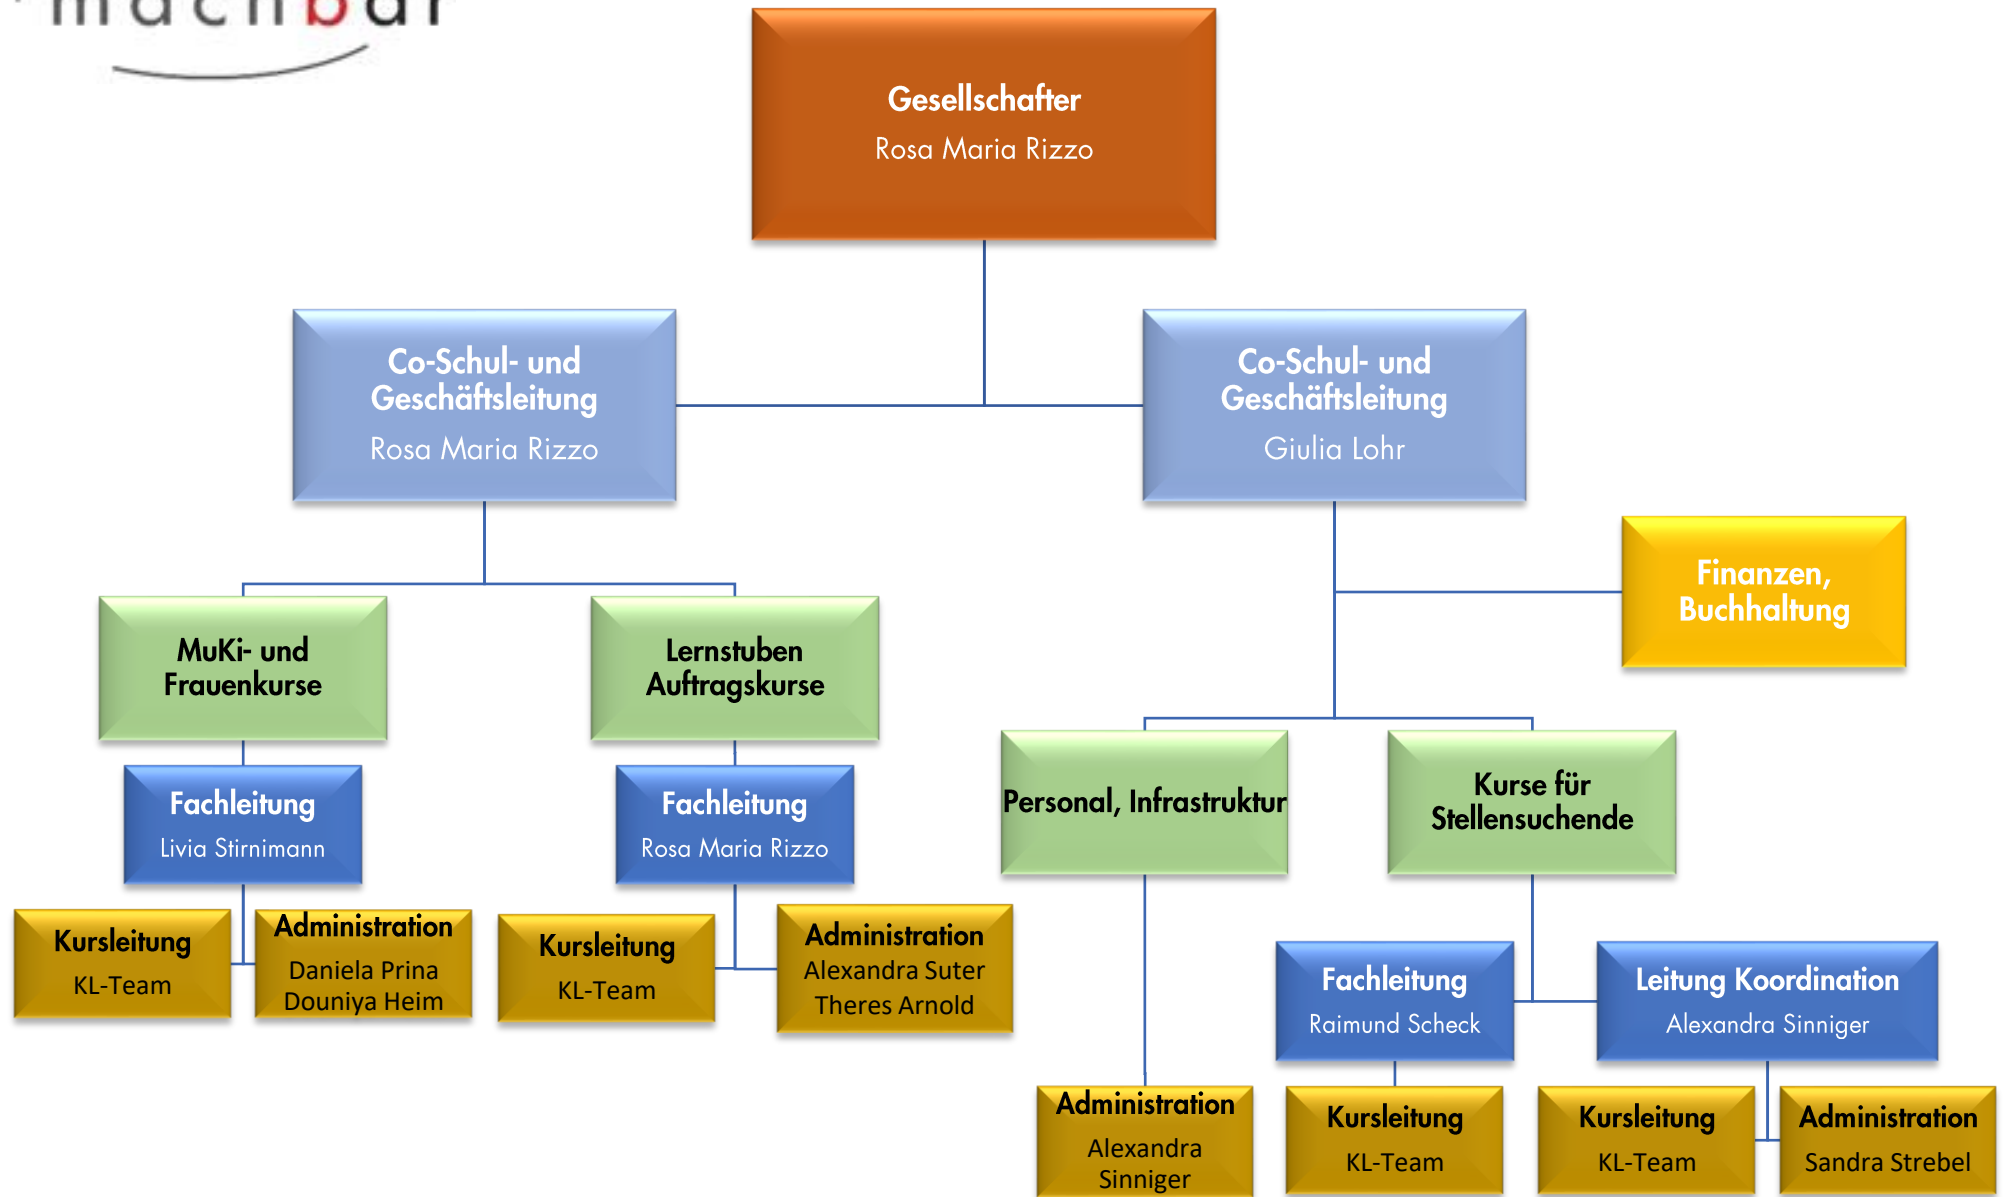 machbar
Gesellschafter
Rosa Maria Rizzo
Co-Schul- und
Geschäftsleitung
Rosa Maria Rizzo
Co-Schul- und
Geschäftsleitung
Giulia Lohr
Finanzen,
Buchhaltung
MuKi- und
Frauenkurse
Lernstuben
Auftragskurse
Personal, Infrastruktur
Kurse für
Stellensuchende
Fachleitung
Livia Stirnimann
Fachleitung
Rosa Maria Rizzo
Kursleitung
KL-Team
Administration
Daniela Prina
Douniya Heim
Kursleitung
KL-Team
Administration
Alexandra Suter
Theres Arnold
Fachleitung
Raimund Scheck
Leitung Koordination
Alexandra Sinniger
Administration
Alexandra
Sinniger
Kursleitung
KL-Team
Kursleitung
KL-Team
Administration
Sandra Strebel